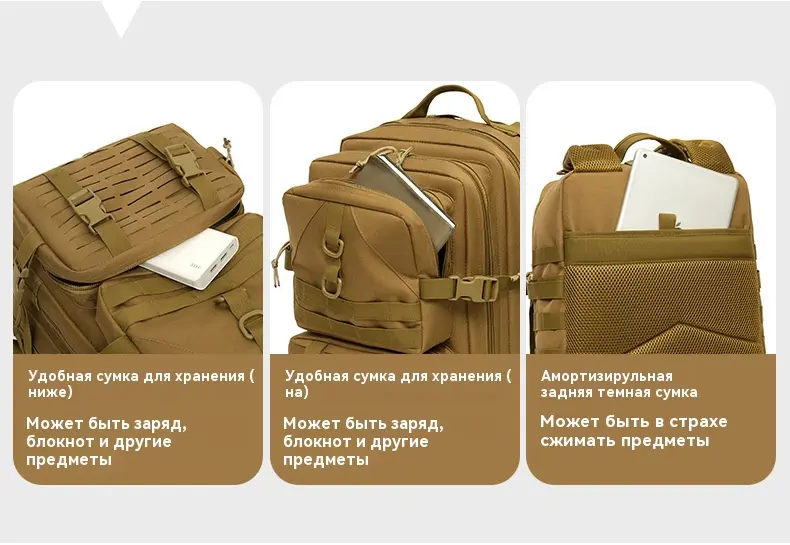 Удобная сумка для хранения (
ниже)
Может быть заряд,
блокнот и другие
предметы
Удобная сумка для хранения (
на)
Может быть заряд,
блокнот и другие
предметы
Амортизирульная
задняя темная сумка
Может быть в страхе
сжимать предметы